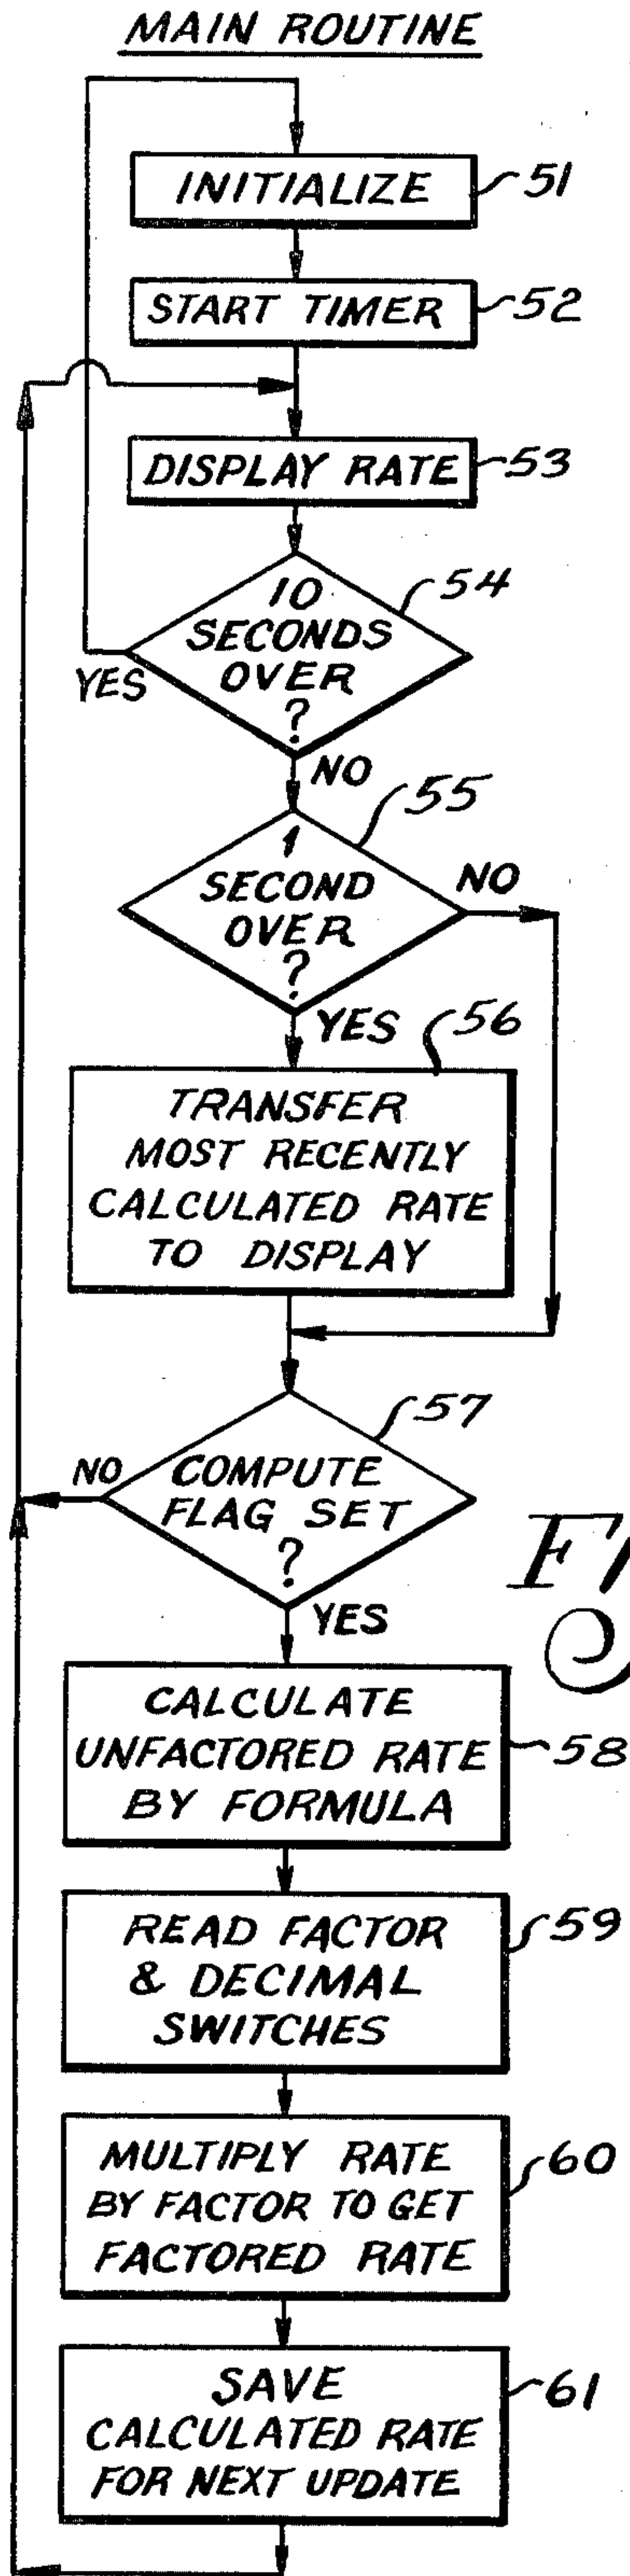 MAIN ROUTINE
INITIALIZE
51
START TIMER
52
DISPLAY RATE
53
10
SECONDS
OVER
?
54
YES
NO
1
SECOND
OVER
?
55
NO
YES
56
TRANSFER
MOST RECENTLY
CALCULATED RATE
TO DISPLAY
57
COMPUTE
FLAG SET
?
NO
YES
CALCULATE
UNFACTORED RATE
BY FORMULA
58
READ FACTOR
& DECIMAL
SWITCHES
59
MULTIPLY RATE
BY FACTOR TO GET
FACTORED RATE
60
SAVE
CALCULATED RATE
FOR NEXT UPDATE
61